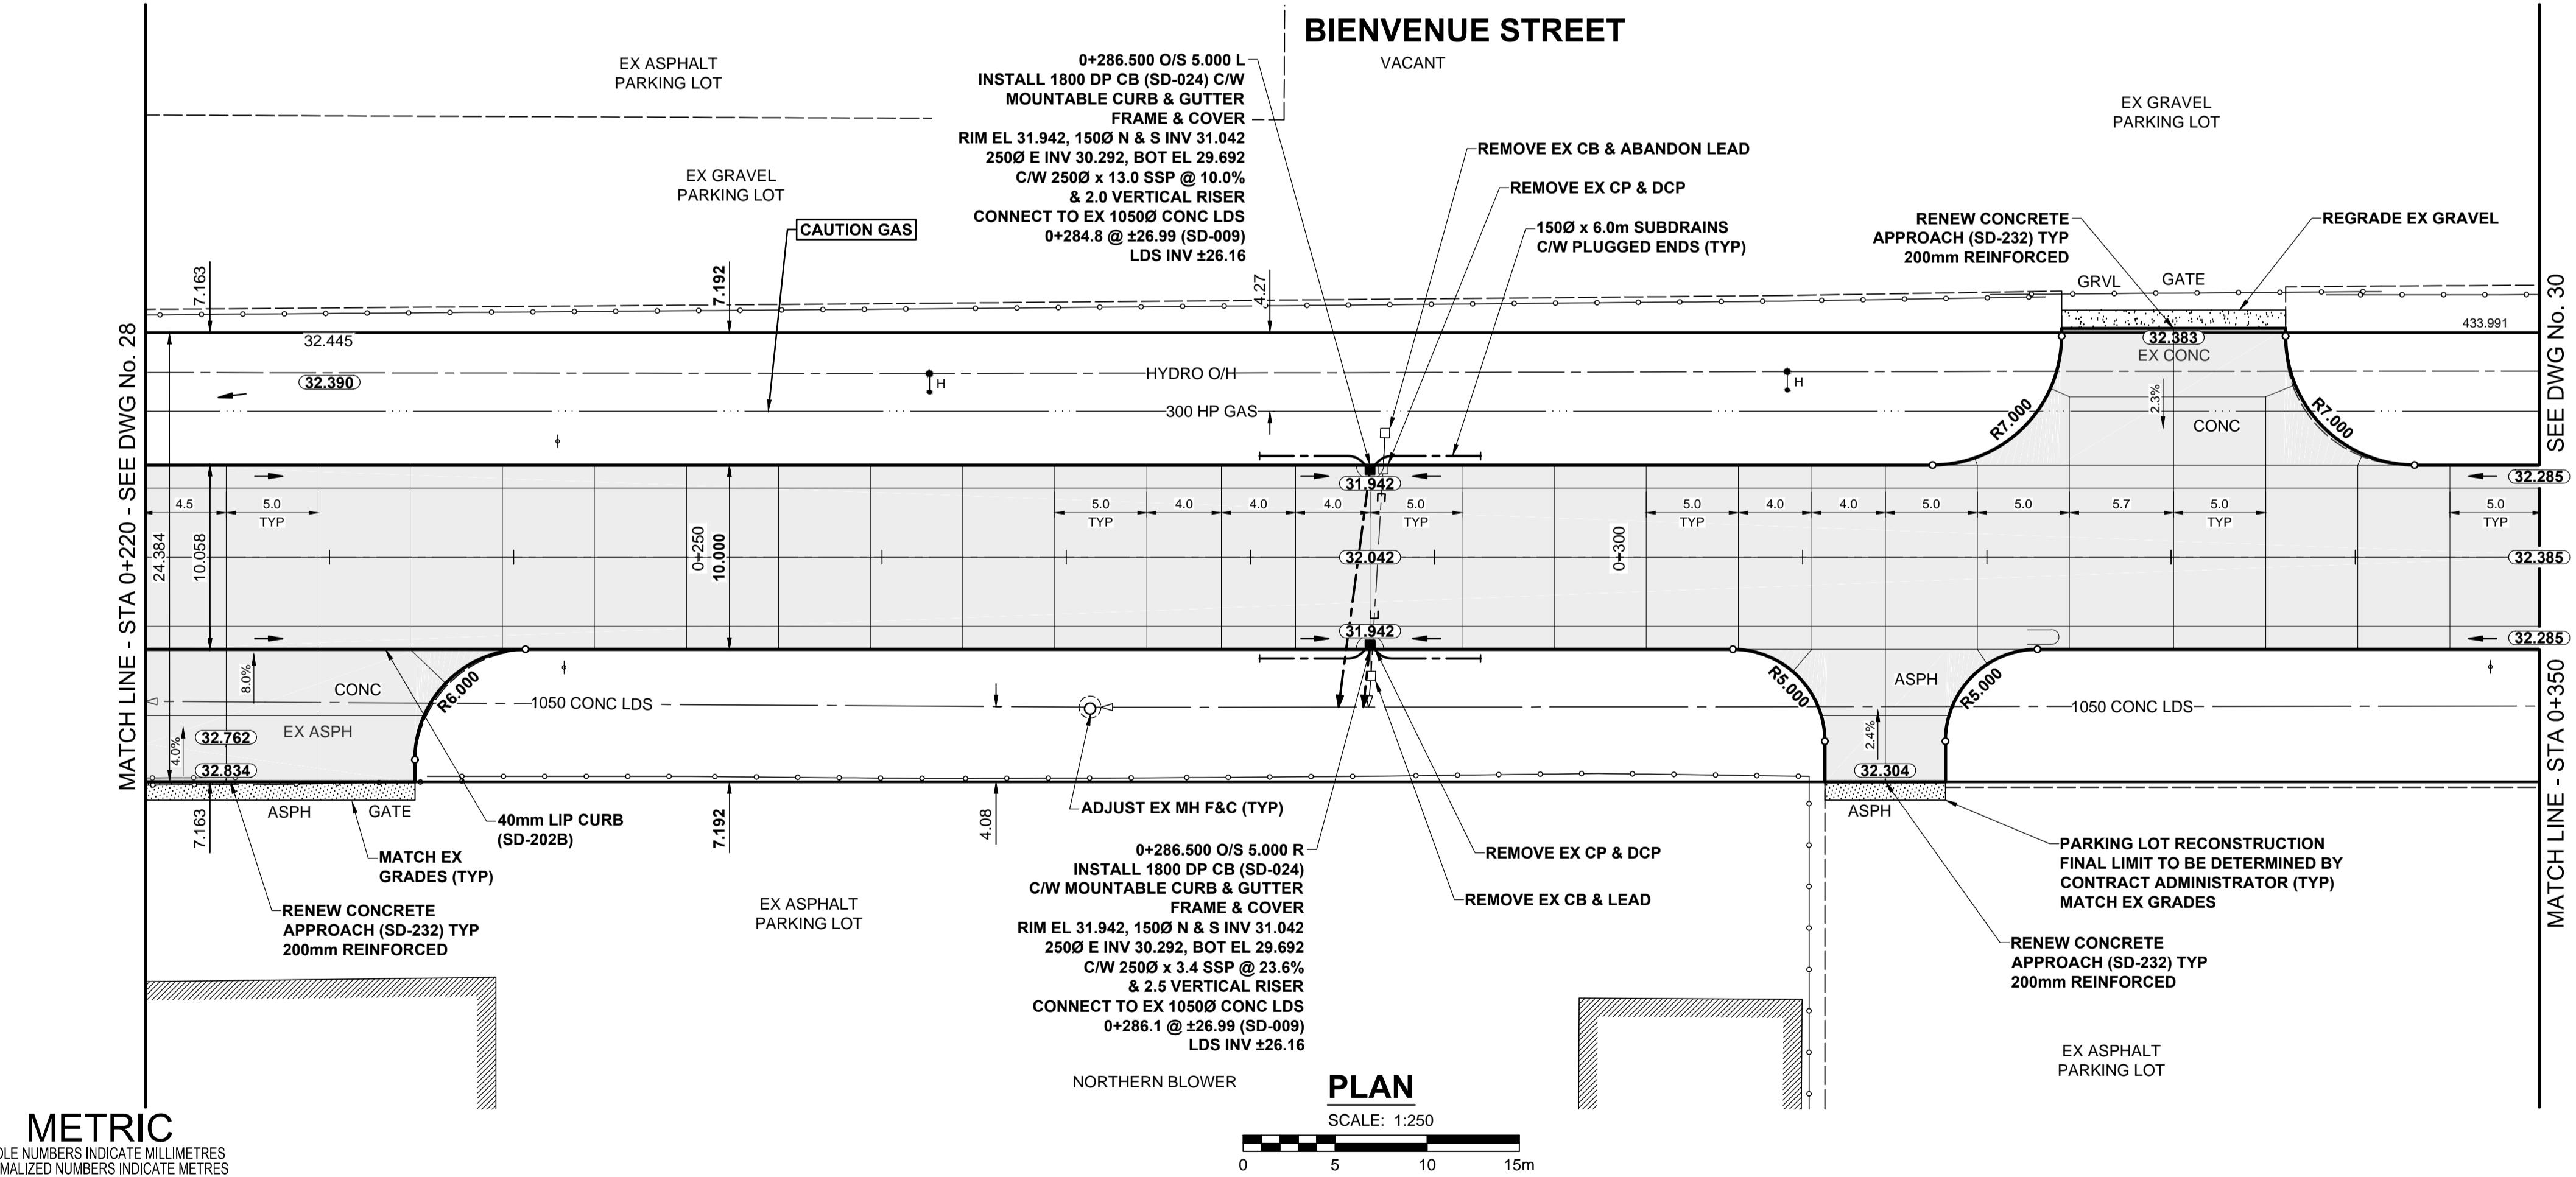 BIENVENUE STREET
VACANT
EX ASPHALT
PARKING LOT
0+286.500 O/S 5.000 L
INSTALL 1800 DP CB (SD-024) C/W
MOUNTABLE CURB & GUTTER
FRAME & COVER
RIM EL 31.942, 150Ø N & S INV 31.042
250Ø E INV 30.292, BOT EL 29.692
C/W 250Ø x 13.0 SSP @ 10.0%
& 2.0 VERTICAL RISER
CONNECT TO EX 1050Ø CONC LDS
0+284.8 @ ±26.99 (SD-009)
LDS INV ±26.16
EX GRAVEL
PARKING LOT
CAUTION GAS
REMOVE EX CB & ABANDON LEAD
REMOVE EX CP & DCP
150Ø x 6.0m SUBDRAINS
C/W PLUGGED ENDS (TYP)
EX GRAVEL
PARKING LOT
RENEW CONCRETE
APPROACH (SD-232) TYP
200mm REINFORCED
REGRADE EX GRAVEL
GRVL
GATE
7.163
7.192
4.27
433.991
32.445
32.390
HYDRO O/H
H
H
300 HP GAS
32.383
EX CONC
2.3%
CONC
R7.000
R7.000
MATCH LINE - STA 0+220 - SEE DWG No. 28
SEE DWG No. 30
MATCH LINE - STA 0+350
31.942
32.285
4.5
5.0
TYP
5.0
TYP
4.0
4.0
4.0
5.0
TYP
5.0
TYP
4.0
4.0
5.0
5.0
5.7
5.0
TYP
5.0
TYP
24.384
10.058
0+250
10.000
32.042
0+300
32.385
31.942
32.285
8.0%
CONC
R6.000
1050 CONC LDS
R5.000
ASPH
R5.000
1050 CONC LDS
4.0%
32.762
EX ASPH
32.834
2.4%
32.304
ASPH
GATE
ASPH
7.163
7.192
4.08
40mm LIP CURB
(SD-202B)
MATCH EX
GRADES (TYP)
RENEW CONCRETE
APPROACH (SD-232) TYP
200mm REINFORCED
ADJUST EX MH F&C (TYP)
EX ASPHALT
PARKING LOT
0+286.500 O/S 5.000 R
INSTALL 1800 DP CB (SD-024)
C/W MOUNTABLE CURB & GUTTER
FRAME & COVER
RIM EL 31.942, 150Ø N & S INV 31.042
250Ø E INV 30.292, BOT EL 29.692
C/W 250Ø x 3.4 SSP @ 23.6%
& 2.5 VERTICAL RISER
CONNECT TO EX 1050Ø CONC LDS
0+286.1 @ ±26.99 (SD-009)
LDS INV ±26.16
REMOVE EX CP & DCP
REMOVE EX CB & LEAD
PARKING LOT RECONSTRUCTION
FINAL LIMIT TO BE DETERMINED BY
CONTRACT ADMINISTRATOR (TYP)
MATCH EX GRADES
RENEW CONCRETE
APPROACH (SD-232) TYP
200mm REINFORCED
EX ASPHALT
PARKING LOT
NORTHERN BLOWER
PLAN
SCALE: 1:250
0 5 10 15m
METRIC
OLE NUMBERS INDICATE MILLIMETRES
MALIZED NUMBERS INDICATE METRES